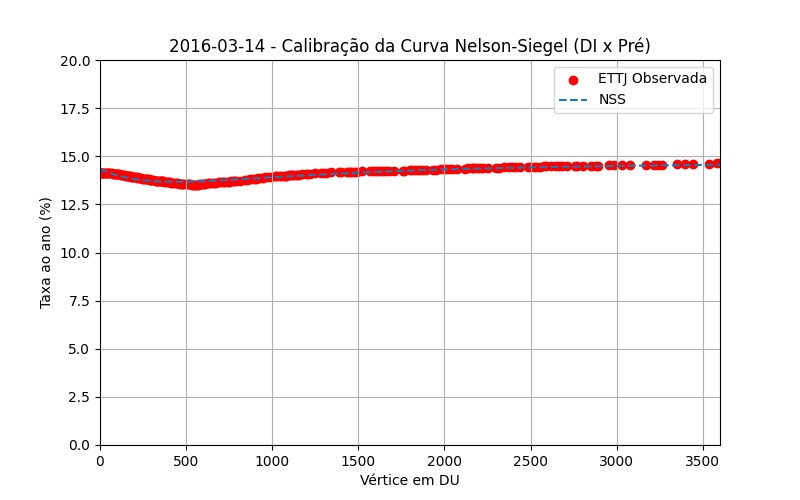 2016-03-14 - Calibração da Curva Nelson-Siegel (DI x Pré)
20.0
17.5
15.0
12.5
10.0
7.5
5.0
2.5
0.0
Taxa ao ano (%)
ETTJ Observada
NSS
0 500 1000 1500 2000 2500 3000 3500
Vértice em DU